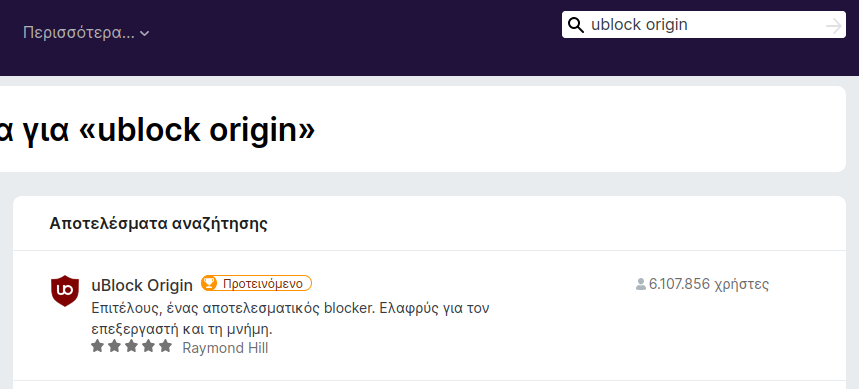 Περισσότερα...
ublock origin
α για «ublock origin»
Αποτελέσματα αναζήτησης
uBlock Origin Προτεινόμενο
6.107.856 χρήστες
Επιτέλους, ένας αποτελεσματικός blocker. Ελαφρύς για τον
επεξεργαστή και τη μνήμη.
Raymond Hill